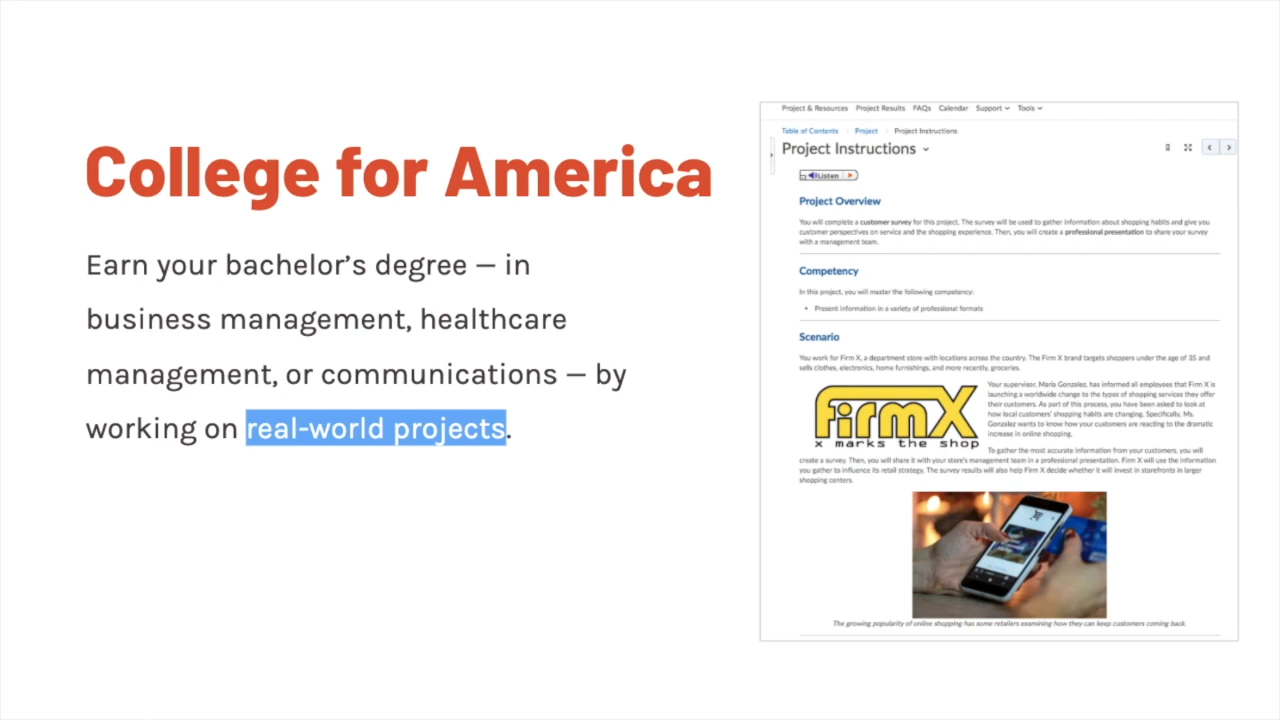 College for America
Earn your bachelor’s degree — in
business management, healthcare
management, or communications — by
working on real-world projects.
Project & Resources Project Results FAQs Calendar Support Tools
Table of Contents Project Project Instructions
Project Instructions
Listen
Project Overview
You will complete a customer survey for this project. The survey will be used to gather information about shopping habits and give you
customer perspectives on service and the shopping experience. Then, you will create a professional presentation to share your survey
with a management team.
Competency
In this project, you will master the following competency:
• Present information in a variety of professional formats
Scenario
You work for Firm X, a department store with locations across the country. The Firm X brand targets shoppers under the age of 35 and
sells clothes, electronics, home furnishings, and more recently, groceries.
firmX
x marks the shop
Your supervisor, Maria Gonzalez, has informed all employees that Firm X is
launching a worldwide change to the types of shopping services they offer
their customers. As part of this process, you have been asked to look at
how local customers' shopping habits are changing. Specifically, Ms.
Gonzalez wants to know how your customers are reacting to the dramatic
increase in online shopping.
To gather the most accurate information from your customers, you will
create a survey. Then, you will share it with your store's management team in a professional presentation. Firm X will use the information
you gather to influence its retail strategy. The survey results will also help Firm X decide whether it will invest in storefronts in larger
shopping centers.
The growing popularity of online shopping has some retailers examining how they can keep customers coming back.